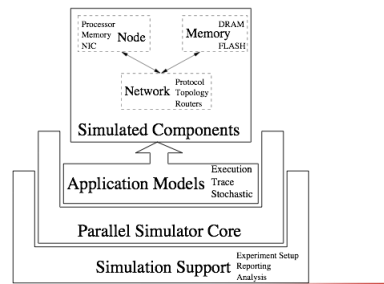 Processor
Memory
NIC
Node
Memory
DRAM
FLASH
Network
Protocol
Topology
Routers
Simulated Components
Application Models
Execution
Trace
Stochastic
Parallel Simulator Core
Simulation Support
Experiment Setup
Reporting
Analysis